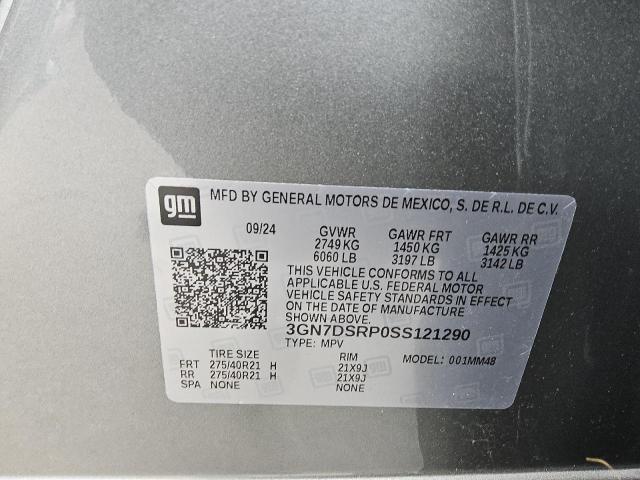 gm MFD BY GENERAL MOTORS DE MEXICO, S. DE R.L. DE C.V.
09/24 GVWR GAWR FRT GAWR RR
2749 KG 1450 KG 1425 KG
6060 LB 3197 LB 3142 LB
THIS VEHICLE CONFORMS TO ALL
APPLICABLE U.S. FEDERAL MOTOR
VEHICLE SAFETY STANDARDS IN EFFECT
ON THE DATE OF MANUFACTURE
SHOWN ABOVE.
3GN7DSRP0SS121290
TYPE: MPV MODEL: 001MM48
TIRE SIZE RIM
FRT 275/40R21 H 21X9J
RR 275/40R21 H 21X9J
SPA NONE NONE